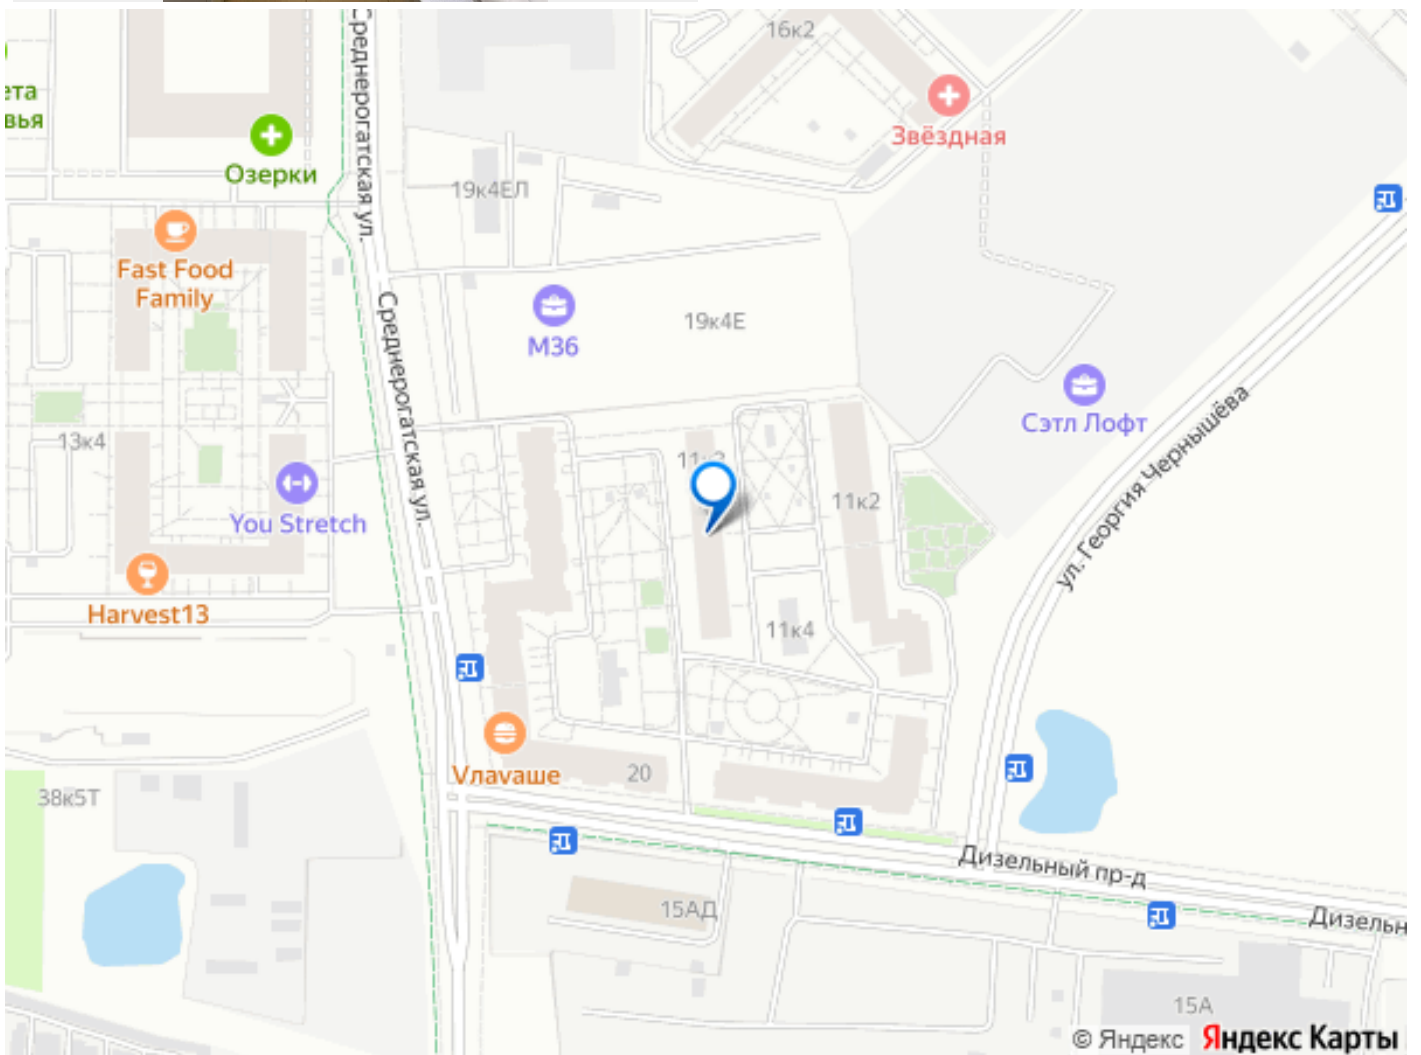 16к2
ета
вья
Звёздная
Озерки
19к4ЕЛ
Среднерогатская ул.
Fast Food
Family
М36
19к4Е
Среднерогатская ул.
Сэтл Лофт
13к4
11к2
You Stretch
ул. Георгия Чернышёва
Harvest13
11к4
Vлаvаше
20
38к5Т
Дизельный пр-д
15АД
Дизельн
15А
© Яндекс Яндекс Карты